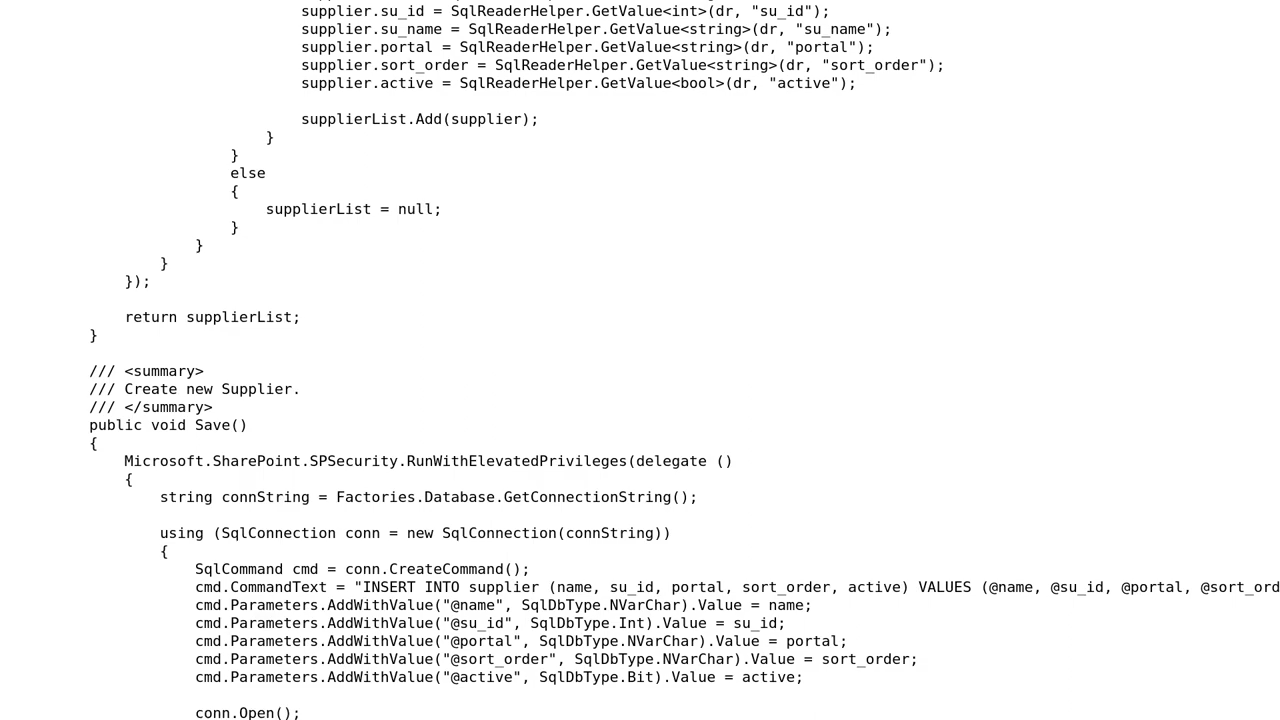 supplier.su_id = SqlReaderHelper.GetValue<int>(dr, "su_id");
supplier.su_name = SqlReaderHelper.GetValue<string>(dr, "su_name");
supplier.portal = SqlReaderHelper.GetValue<string>(dr, "portal");
supplier.sort_order = SqlReaderHelper.GetValue<string>(dr, "sort_order");
supplier.active = SqlReaderHelper.GetValue<bool>(dr, "active");
supplierList.Add(supplier);
}
}
else
{
supplierList = null;
}
}
}
});
return supplierList;
}
/// <summary>
/// Create new Supplier.
/// </summary>
public void Save()
{
Microsoft.SharePoint.SPSecurity.RunWithElevatedPrivileges(delegate ()
{
string connString = Factories.Database.GetConnectionString();
using (SqlConnection conn = new SqlConnection(connString))
{
SqlCommand cmd = conn.CreateCommand();
cmd.CommandText = "INSERT INTO supplier (name, su_id, portal, sort_order, active) VALUES (@name, @su_id, @portal, @sort_ord
cmd.Parameters.AddWithValue("@name", SqlDbType.NVarChar).Value = name;
cmd.Parameters.AddWithValue("@su_id", SqlDbType.Int).Value = su_id;
cmd.Parameters.AddWithValue("@portal", SqlDbType.NVarChar).Value = portal;
cmd.Parameters.AddWithValue("@sort_order", SqlDbType.NVarChar).Value = sort_order;
cmd.Parameters.AddWithValue("@active", SqlDbType.Bit).Value = active;
conn.Open();